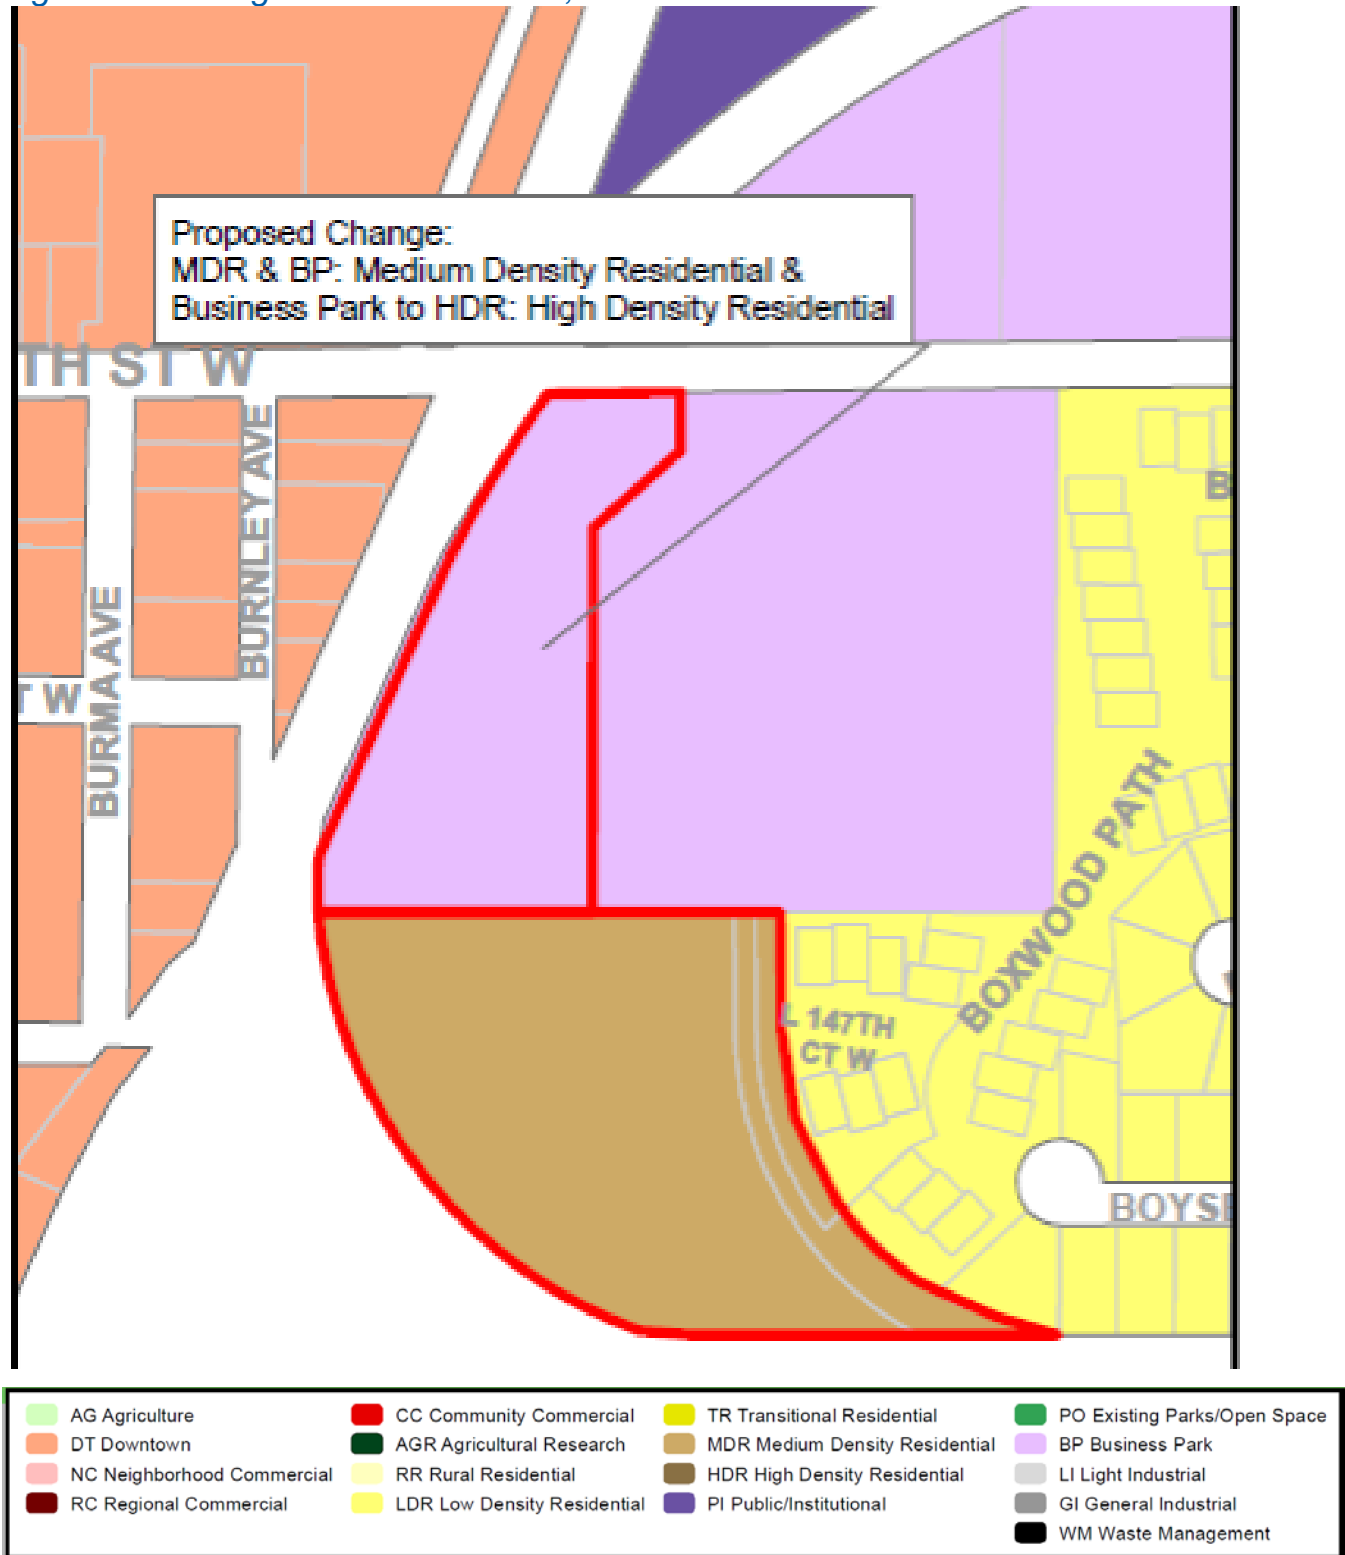 Proposed Change:
MDR & BP: Medium Density Residential &
Business Park to HDR: High Density Residential
TH ST W
BURNLEY AVE
BURMA AVE
T W
B
BOXWOOD PATH
L 147TH
CT W
BOYSE
AG Agriculture
DT Downtown
NC Neighborhood Commercial
RC Regional Commercial
CC Community Commercial
AGR Agricultural Research
RR Rural Residential
LDR Low Density Residential
TR Transitional Residential
MDR Medium Density Residential
HDR High Density Residential
PI Public/Institutional
PO Existing Parks/Open Space
BP Business Park
LI Light Industrial
GI General Industrial
WM Waste Management